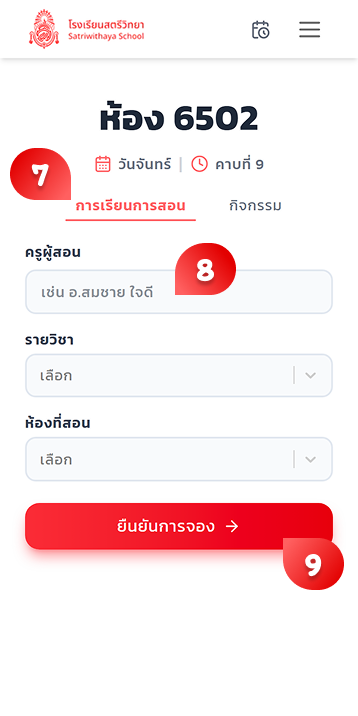 โรงเรียนสตรีวิทยา
Satriwithaya School
ห้อง 6502
วันจันทร์ | คาบที่ 9
7
การเรียนการสอน กิจกรรม
ครูผู้สอน
8
เช่น อ.สมชาย ใจดี
รายวิชา
เลือก
ห้องที่สอน
เลือก
ยืนยันการจอง →
9